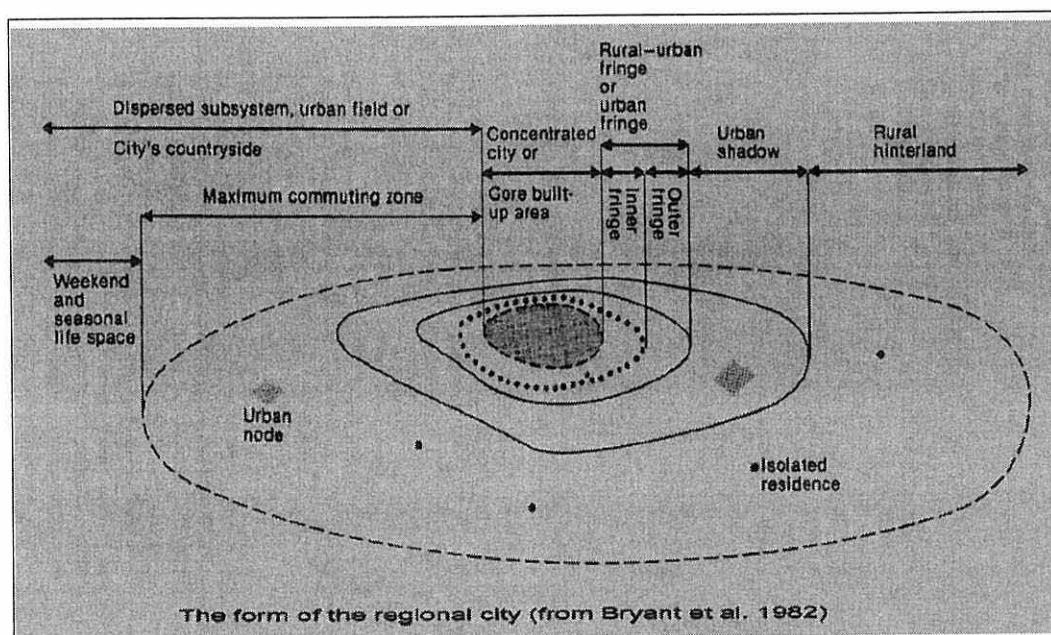 Rural-urban
fringe
or
urban
fringe
Dispersed subsystem, urban field or
City's countryside
Concentrated
city or
Core built-
up area
Urban
shadow
Rural
hinterland
Maximum commuting zone
Inner
fringe
Outer
fringe
Weekend
and
seasonal
life space
Urban
node
Isolated
residence
The form of the regional city (from Bryant et al. 1982)